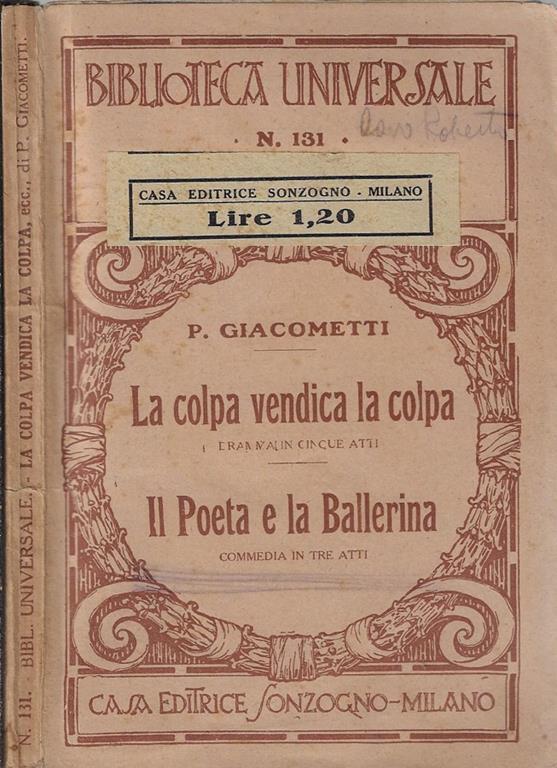 BIBLIOTECA UNIVERSALE
· N. 131 ·
Roberto
CASA EDITRICE SONZOGNO - MILANO
Lire 1,20
P. GIACOMETTI
La colpa vendica la colpa
DRAMMA IN CINQUE ATTI
Il Poeta e la Ballerina
COMMEDIA IN TRE ATTI
CASA EDITRICE SONZOGNO-MILANO
N. 131. - BIBL. UNIVERSALE. - LA COLPA VENDICA LA COLPA, ecc., di P. GIACOMETTI.